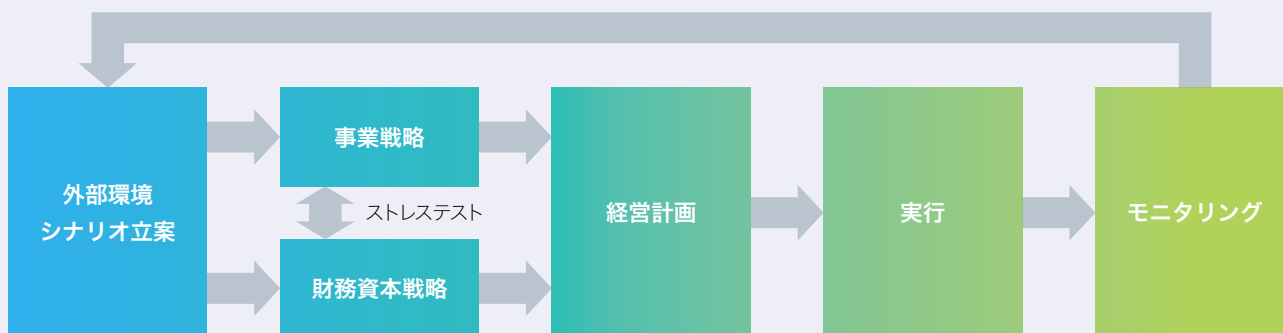 外部環境
シナリオ立案
事業戦略
ストレステスト
財務資本戦略
経営計画
実行
モニタリング